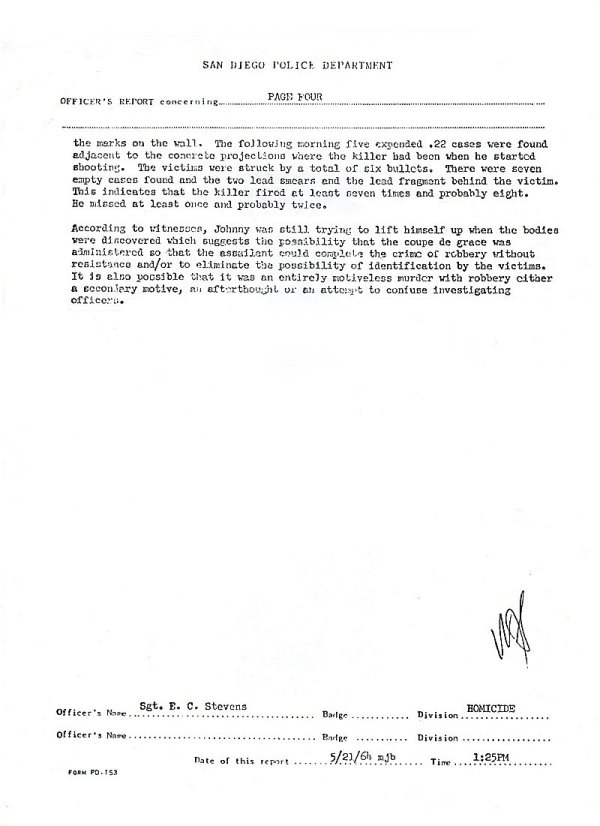 SAN DIEGO POLICE DEPARTMENT
OFFICER'S REPORT concerning PAGE FOUR
the marks on the wall. The following morning five expended .22 cases were found
adjacent to the concrete projections where the killer had been when he started
shooting. The victims were struck by a total of six bullets. There were seven
empty cases found and the two lead smears and the lead fragment behind the victim.
This indicates that the killer fired at least seven times and probably eight.
He missed at least once and probably twice.
According to witnesses, Johnny was still trying to lift himself up when the bodies
were discovered which suggests the possibility that the coupe de grace was
administered so that the assailant could complete the crime of robbery without
resistance and/or to eliminate the possibility of identification by the victims.
It is also possible that it was an entirely motiveless murder with robbery either
a secondary motive, an afterthought or an attempt to confuse investigating
officers.
Officer's Name Sgt. E. C. Stevens Badge Division HOMICIDE
Officer's Name Badge Division
Date of this report 5/21/64 mjb Time 1:25PM
FORM PD-153